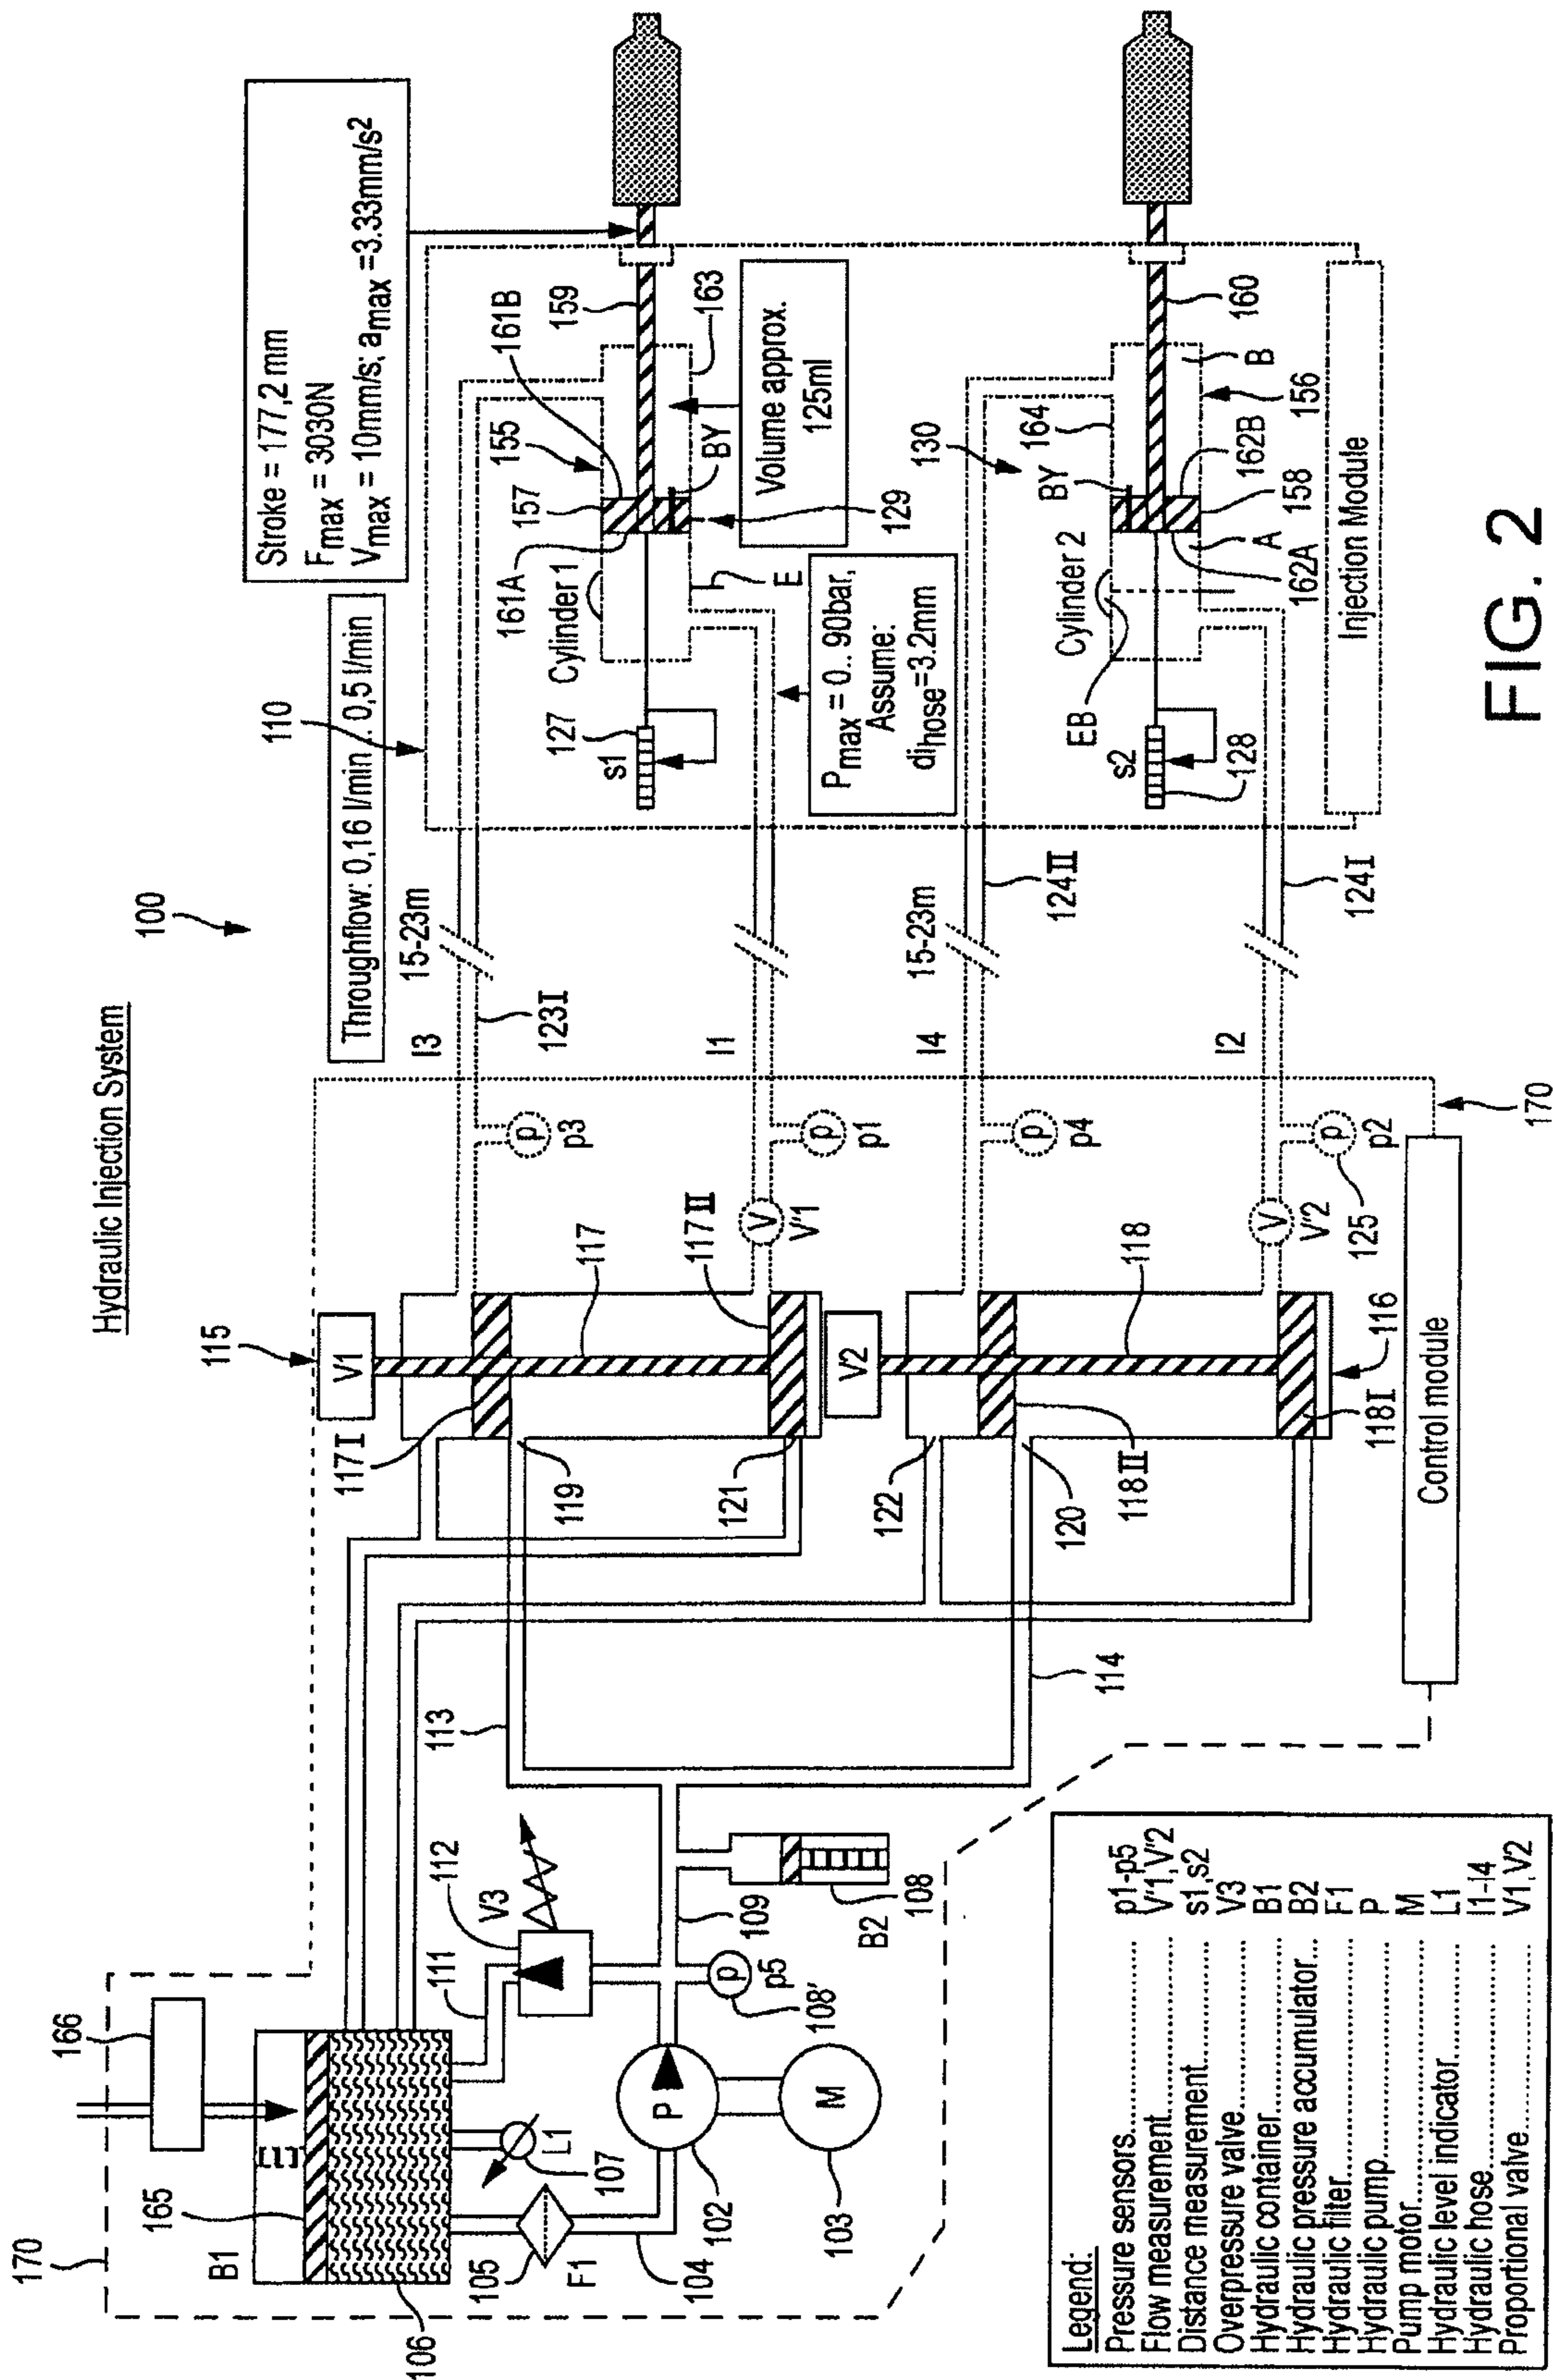 Hydraulic Injection System
100
Stroke = 177,2 mm
Fmax = 3030N
Vmax = 10mm/s; amax =3.33mm/s²
Throughflow: 0,16 l/min .. 0,5 l/min
110
15-23m
I3
123I
115
V1
117I
119
117
117II
121
V2
122
118
118II
120
118I
116
113
114
p
p3
V
V'1
p
p1
I1
p
p4
I4
15-23m
124II
V
V'2
p
p2
125
I2
124I
170
Control module
161A
157
155
161B
159
163
Cylinder 1
127
s1
E
129
BY
Volume approx.
125ml
Pmax = 0.. 90bar,
Assume:
dihose=3.2mm
130
BY
164
Cylinder 2
EB
s2
128
A
162A
158
162B
156
B
160
Injection Module
170
B1
165
[L1]
166
106
105
F1
104
107
L1
111
V3
112
P
102
M
103
p
p5
108'
109
B2
108
Legend:
Pressure sensors............p1-p5
Flow measurement............V'1,V'2
Distance measurement............s1,s2
Overpressure valve............V3
Hydraulic container............B1
Hydraulic pressure accumulator...B2
Hydraulic filter............F1
Hydraulic pump............P
Pump motor............M
Hydraulic level indicator............L1
Hydraulic hose............I1-I4
Proportional valve............V1,V2
FIG. 2